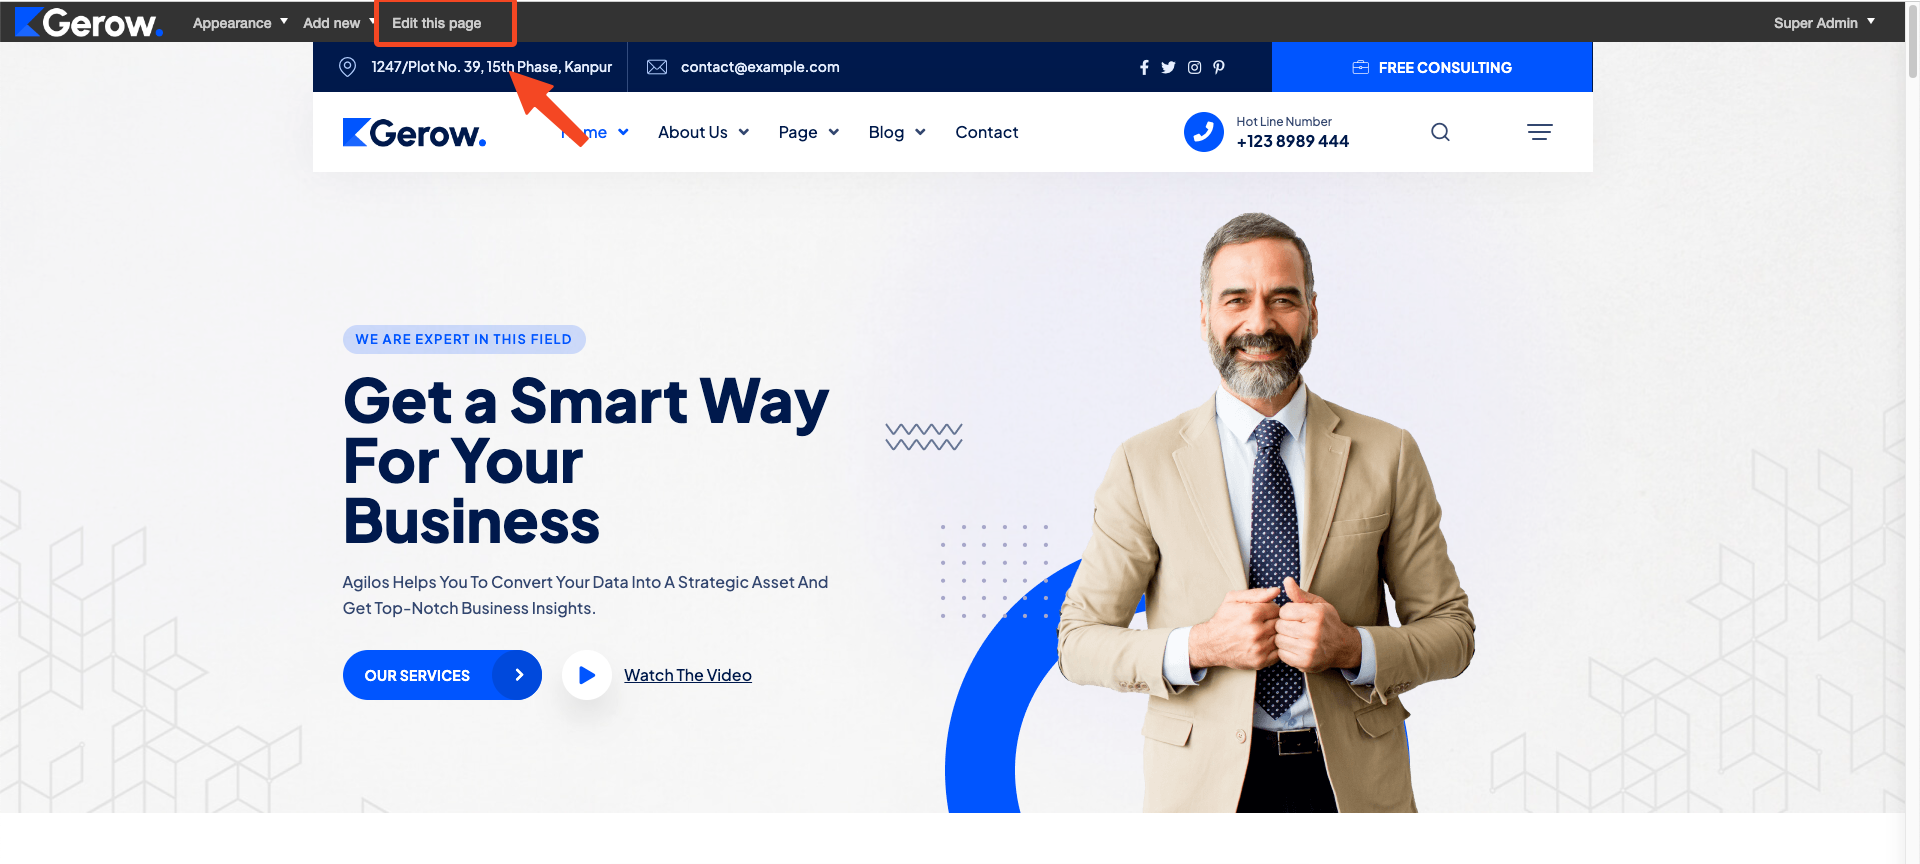 Gerow. Appearance Add new Edit this page Super Admin
1247/Plot No. 39, 15th Phase, Kanpur contact@example.com FREE CONSULTING
Gerow. About Us Page Blog Contact
Hot Line Number
+123 8989 444
WE ARE EXPERT IN THIS FIELD
Get a Smart Way
For Your
Business
Agilos Helps You To Convert Your Data Into A Strategic Asset And
Get Top-Notch Business Insights.
OUR SERVICES Watch The Video